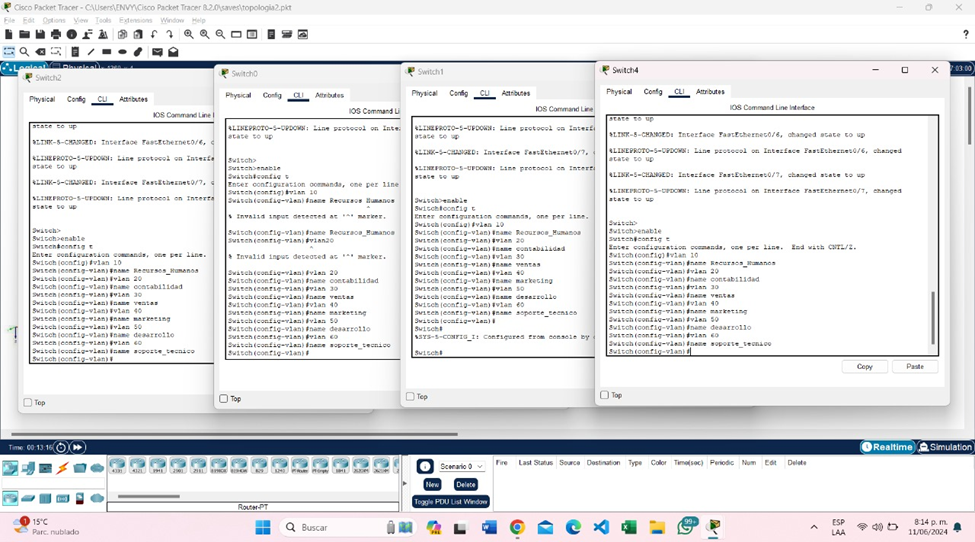 Cisco Packet Tracer - C:\Users\ENVY\Cisco Packet Tracer 8.2.0\saves\topologia2.pkt
File Edit Options View Tools Extensions Window Help
Logical
Switch2
Physical Config CLI Attributes
IOS Command Line I
state to up
%LINK-5-CHANGED: Interface FastEthernet0/6, c
%LINEPROTO-5-UPDOWN: Line protocol on Interfa
state to up
%LINK-5-CHANGED: Interface FastEthernet0/7, c
%LINEPROTO-5-UPDOWN: Line protocol on Interfa
state to up
Switch>
Switch>enable
Switch#config t
Enter configuration commands, one per line.
Switch(config)#vlan 10
Switch(config-vlan)#name Recursos_Humanos
Switch(config-vlan)#vlan 20
Switch(config-vlan)#name contabilidad
Switch(config-vlan)#vlan 30
Switch(config-vlan)#name ventas
Switch(config-vlan)#vlan 40
Switch(config-vlan)#name marketing
Switch(config-vlan)#vlan 50
Switch(config-vlan)#name desarrollo
Switch(config-vlan)#vlan 60
Switch(config-vlan)#name soporte_tecnico
Switch(config-vlan)#
Top
Switch0
Physical Config CLI Attributes
IOS Command Li
%LINEPROTO-5-UPDOWN: Line protocol on Inte
state to up
Switch>
Switch>enable
Switch#config t
Enter configuration commands, one per line
Switch(config)#vlan 10
Switch(config-vlan)#name Recursos Humanos
^
% Invalid input detected at '^' marker.
Switch(config-vlan)#name Recursos_Humanos
Switch(config-vlan)#vlan20
^
% Invalid input detected at '^' marker.
Switch(config-vlan)#vlan 20
Switch(config-vlan)#name contabilidad
Switch(config-vlan)#vlan 30
Switch(config-vlan)#name ventas
Switch(config-vlan)#vlan 40
Switch(config-vlan)#name marketing
Switch(config-vlan)#vlan 50
Switch(config-vlan)#name desarrollo
Switch(config-vlan)#vlan 60
Switch(config-vlan)#name soporte_tecnico
Switch(config-vlan)#
Top
Switch1
Physical Config CLI Attributes
IOS Command Line
%LINEPROTO-5-UPDOWN: Line protocol on Interf
state to up
%LINK-5-CHANGED: Interface FastEthernet0/7,
%LINEPROTO-5-UPDOWN: Line protocol on Interf
state to up
Switch>enable
Switch#config t
Enter configuration commands, one per line.
Switch(config)#vlan 10
Switch(config-vlan)#name Recursos_Humanos
Switch(config-vlan)#vlan 20
Switch(config-vlan)#name contabilidad
Switch(config-vlan)#vlan 30
Switch(config-vlan)#name ventas
Switch(config-vlan)#vlan 40
Switch(config-vlan)#name marketing
Switch(config-vlan)#vlan 50
Switch(config-vlan)#name desarrollo
Switch(config-vlan)#vlan 60
Switch(config-vlan)#name soporte_tecnico
Switch(config-vlan)#
Switch#
%SYS-5-CONFIG_I: Configured from console by
Switch#
Top
Switch4
Physical Config CLI Attributes
IOS Command Line Interface
state to up
%LINK-5-CHANGED: Interface FastEthernet0/6, changed state to up
%LINEPROTO-5-UPDOWN: Line protocol on Interface FastEthernet0/6, changed
state to up
%LINK-5-CHANGED: Interface FastEthernet0/7, changed state to up
%LINEPROTO-5-UPDOWN: Line protocol on Interface FastEthernet0/7, changed
state to up
Switch>
Switch>enable
Switch#config t
Enter configuration commands, one per line. End with CNTL/Z.
Switch(config)#vlan 10
Switch(config-vlan)#name Recursos_Humanos
Switch(config-vlan)#vlan 20
Switch(config-vlan)#name contabilidad
Switch(config-vlan)#vlan 30
Switch(config-vlan)#name ventas
Switch(config-vlan)#vlan 40
Switch(config-vlan)#name marketing
Switch(config-vlan)#vlan 50
Switch(config-vlan)#name desarrollo
Switch(config-vlan)#vlan 60
Switch(config-vlan)#name soporte_tecnico
Switch(config-vlan)#
Copy Paste
Top
Time: 00:13:16
Realtime Simulation
Scenario 0
New Delete
Toggle PDU List Window
Fire Last Status Source Destination Type Color Time(sec) Periodic Num Edit Delete
Router-PT
15°C
Parc. nublado
Buscar
99+
ESP
LAA
8:14 p. m.
11/06/2024